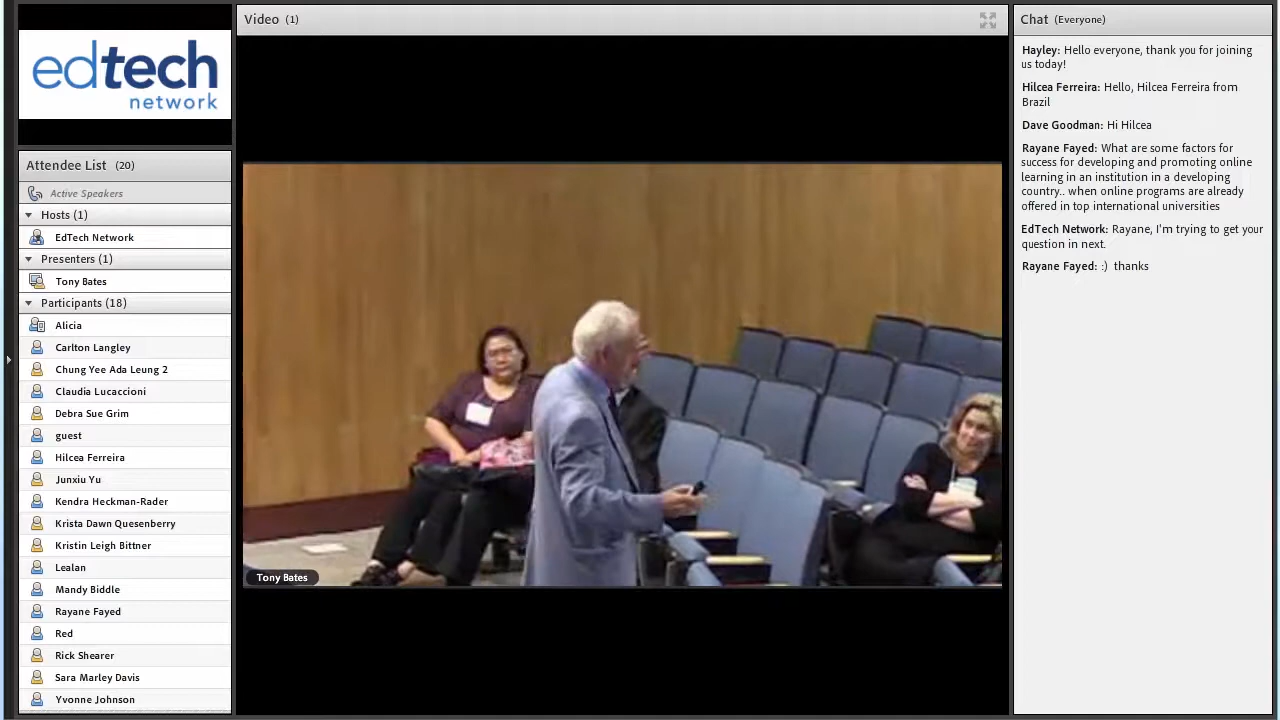 edtech
network
Attendee List (20)
Active Speakers
Hosts (1)
EdTech Network
Presenters (1)
Tony Bates
Participants (18)
Alicia
Carlton Langley
Chung Yee Ada Leung 2
Claudia Lucaccioni
Debra Sue Grim
guest
Hilcea Ferreira
Junxiu Yu
Kendra Heckman-Rader
Krista Dawn Quesenberry
Kristin Leigh Bittner
Lealan
Mandy Biddle
Rayane Fayed
Red
Rick Shearer
Sara Marley Davis
Yvonne Johnson
Video (1)
Tony Bates
Chat (Everyone)
Hayley: Hello everyone, thank you for joining
us today!
Hilcea Ferreira: Hello, Hilcea Ferreira from
Brazil
Dave Goodman: Hi Hilcea
Rayane Fayed: What are some factors for
success for developing and promoting online
learning in an institution in a developing
country.. when online programs are already
offered in top international universities
EdTech Network: Rayane, I'm trying to get your
question in next.
Rayane Fayed: :) thanks